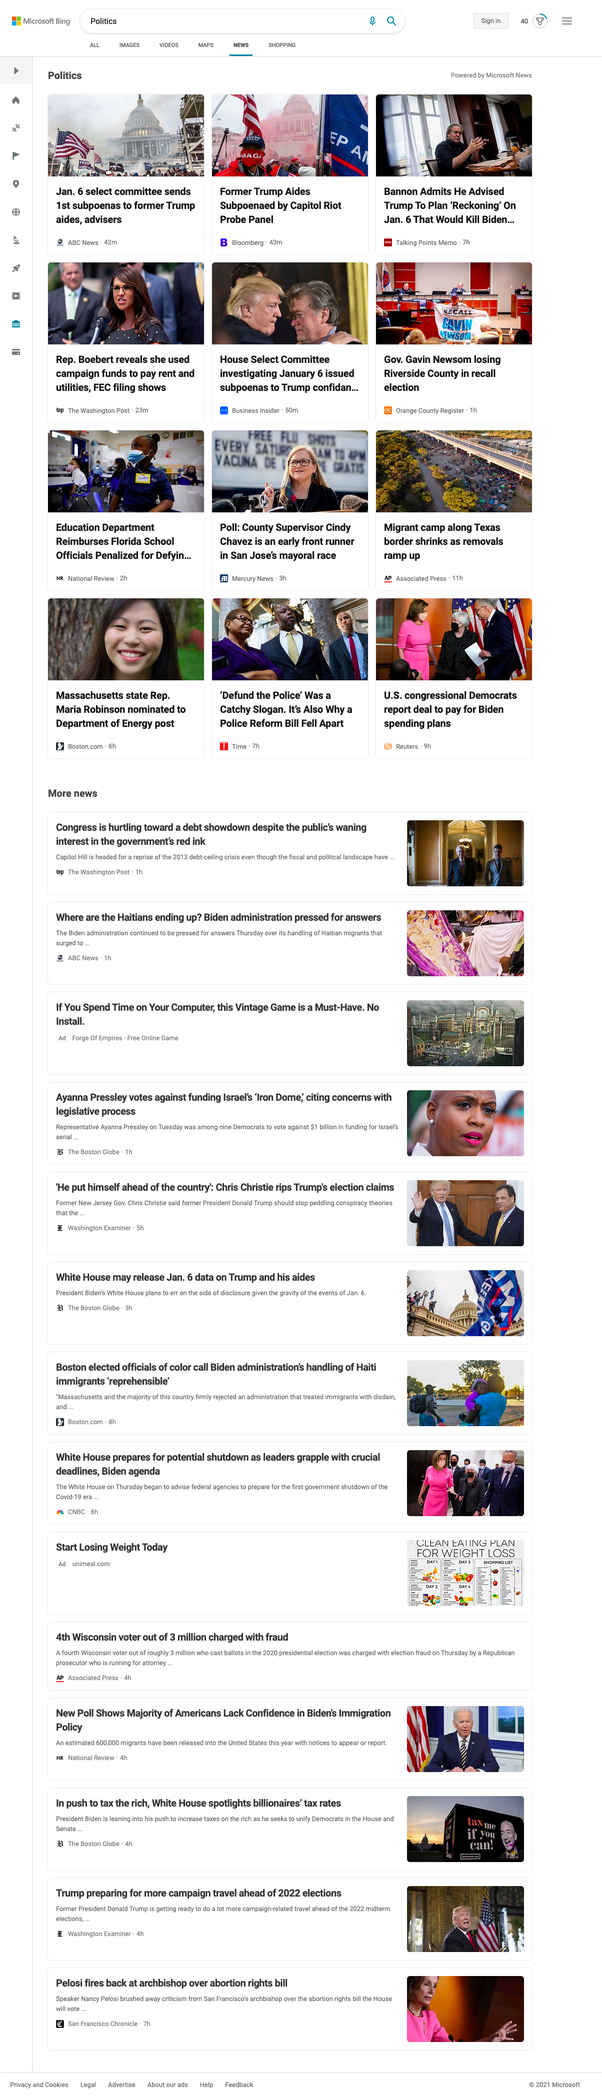 Microsoft Bing
Politics
Sign in
40
ALL
IMAGES
VIDEOS
MAPS
NEWS
SHOPPING
Politics
Powered by Microsoft News
Jan. 6 select committee sends
1st subpoenas to former Trump
aides, advisers
ABC News · 42m
Former Trump Aides
Subpoenaed by Capitol Riot
Probe Panel
Bloomberg · 43m
Bannon Admits He Advised
Trump To Plan ‘Reckoning’ On
Jan. 6 That Would Kill Biden...
Talking Points Memo · 7h
Rep. Boebert reveals she used
campaign funds to pay rent and
utilities, FEC filing shows
The Washington Post · 23m
House Select Committee
investigating January 6 issued
subpoenas to Trump confidan...
Business Insider · 50m
RECALL
GAVIN
NEWSOM
Gov. Gavin Newsom losing
Riverside County in recall
election
Orange County Register · 1h
Education Department
Reimburses Florida School
Officials Penalized for Defyin...
National Review · 2h
FREE FLU SHOTS
EVERY SATURDAY
AM TO 4PM
VACUNA DE
GRATIS
Poll: County Supervisor Cindy
Chavez is an early front runner
in San Jose’s mayoral race
Mercury News · 3h
Migrant camp along Texas
border shrinks as removals
ramp up
Associated Press · 11h
Massachusetts state Rep.
Maria Robinson nominated to
Department of Energy post
Boston.com · 6h
‘Defund the Police’ Was a
Catchy Slogan. It’s Also Why a
Police Reform Bill Fell Apart
Time · 7h
U.S. congressional Democrats
report deal to pay for Biden
spending plans
Reuters · 9h
More news
Congress is hurtling toward a debt showdown despite the public’s waning
interest in the government’s red ink
Capitol Hill is headed for a reprise of the 2013 debt-ceiling crisis even though the fiscal and political landscape have ...
The Washington Post · 1h
Where are the Haitians ending up? Biden administration pressed for answers
The Biden administration continued to be pressed for answers Thursday over its handling of Haitian migrants that
surged to ...
ABC News · 1h
If You Spend Time on Your Computer, this Vintage Game is a Must-Have. No
Install.
Ad Forge Of Empires - Free Online Game
Ayanna Pressley votes against funding Israel’s ‘Iron Dome,’ citing concerns with
legislative process
Representative Ayanna Pressley on Tuesday was among nine Democrats to vote against $1 billion in funding for Israel’s
aerial ...
The Boston Globe · 1h
'He put himself ahead of the country': Chris Christie rips Trump's election claims
Former New Jersey Gov. Chris Christie said former President Donald Trump should stop peddling conspiracy theories
that the ...
Washington Examiner · 5h
White House may release Jan. 6 data on Trump and his aides
President Biden’s White House plans to err on the side of disclosure given the gravity of the events of Jan. 6.
The Boston Globe · 3h
Boston elected officials of color call Biden administration’s handling of Haiti
immigrants ‘reprehensible’
“Massachusetts and the majority of this country firmly rejected an administration that treated immigrants with disdain,
and ...
Boston.com · 8h
White House prepares for potential shutdown as leaders grapple with crucial
deadlines, Biden agenda
The White House on Thursday began to advise federal agencies to prepare for the first government shutdown of the
Covid-19 era ...
CNBC · 6h
Start Losing Weight Today
Ad unimeal.com
CLEAN EATING PLAN
FOR WEIGHT LOSS
DAY 1
DAY 3
SHOPPING LIST
DAY 2
DAY 4
4th Wisconsin voter out of 3 million charged with fraud
A fourth Wisconsin voter out of roughly 3 million who cast ballots in the 2020 presidential election was charged with election fraud on Thursday by a Republican
prosecutor who is running for attorney ...
Associated Press · 4h
New Poll Shows Majority of Americans Lack Confidence in Biden’s Immigration
Policy
An estimated 600,000 migrants have been released into the United States this year with notices to appear or report.
National Review · 4h
In push to tax the rich, White House spotlights billionaires’ tax rates
President Biden is leaning into his push to increase taxes on the rich as he seeks to unify Democrats in the House and
Senate ...
The Boston Globe · 4h
tax me
if you
can!
Trump preparing for more campaign travel ahead of 2022 elections
Former President Donald Trump is getting ready to do a lot more campaign-related travel ahead of the 2022 midterm
elections, ...
Washington Examiner · 4h
Pelosi fires back at archbishop over abortion rights bill
Speaker Nancy Pelosi brushed away criticism from San Francisco’s archbishop over the abortion rights bill the House
will vote ...
San Francisco Chronicle · 7h
Privacy and Cookies
Legal
Advertise
About our ads
Help
Feedback
© 2021 Microsoft